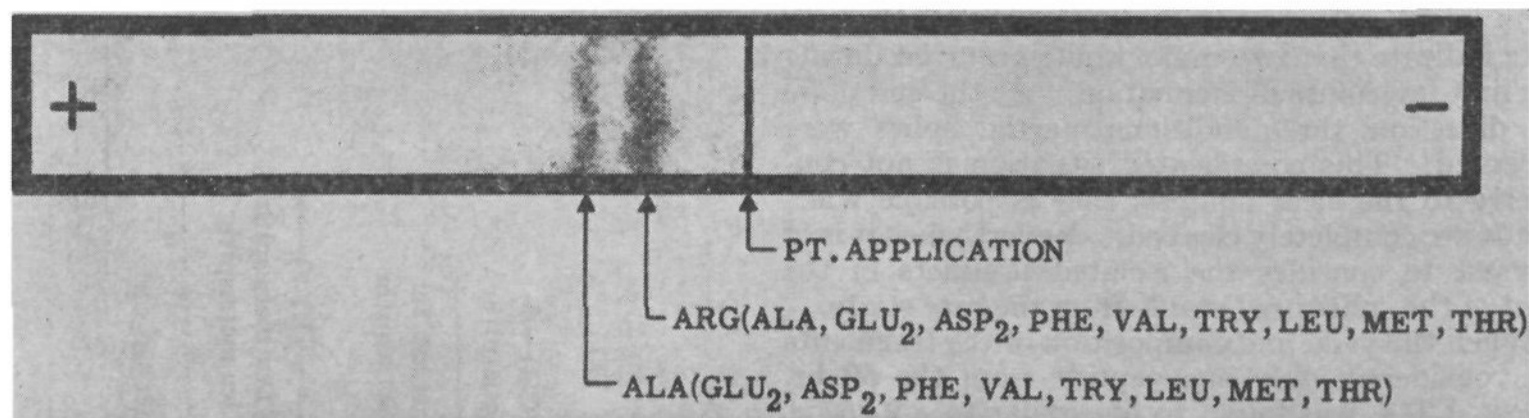 + −
PT. APPLICATION
ARG(ALA, GLU₂, ASP₂, PHE, VAL, TRY, LEU, MET, THR)
ALA(GLU₂, ASP₂, PHE, VAL, TRY, LEU, MET, THR)